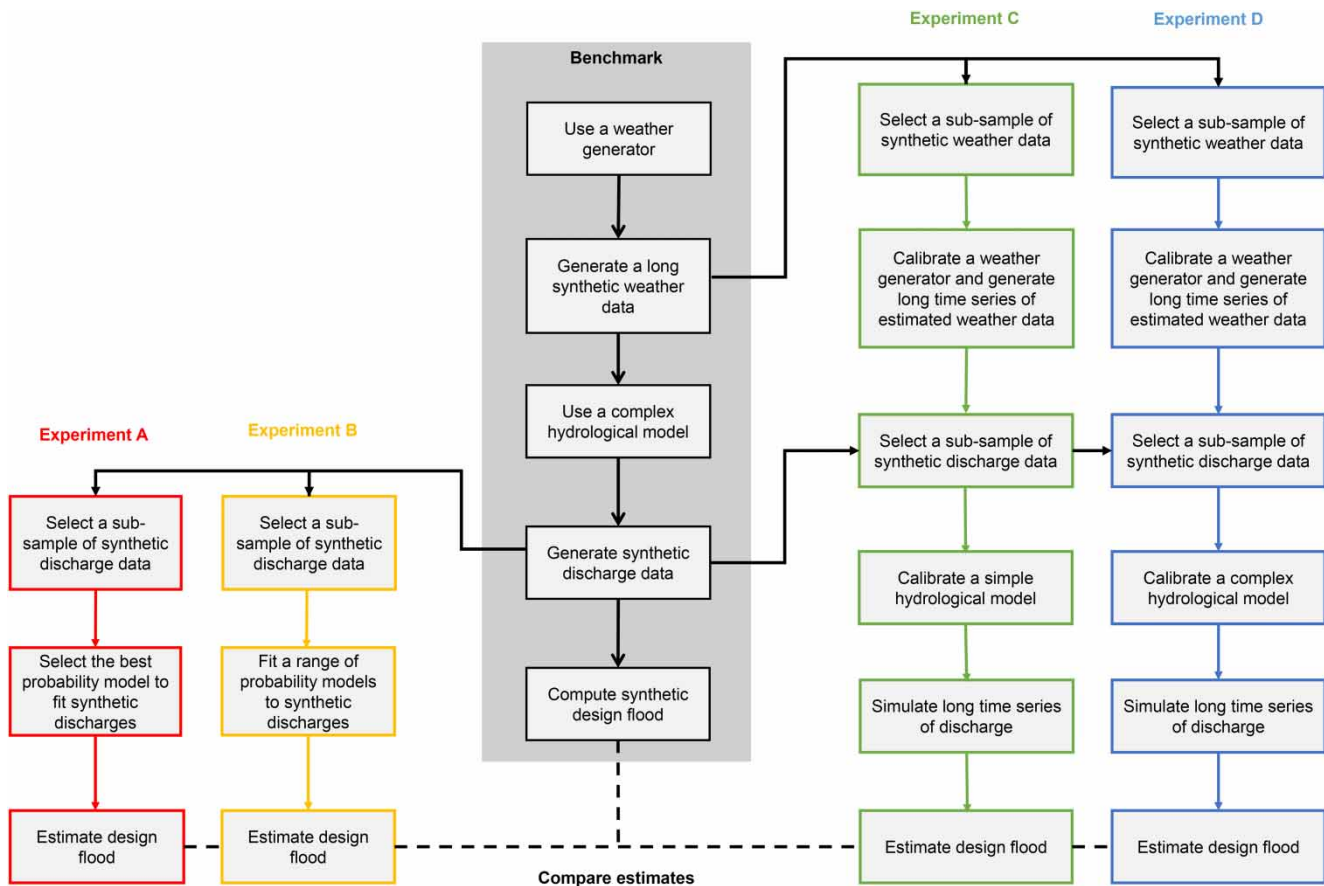 Experiment C
Experiment D
Benchmark
Use a weather
generator
Generate a long
synthetic weather
data
Use a complex
hydrological model
Generate synthetic
discharge data
Compute synthetic
design flood
Experiment A
Select a sub-
sample of synthetic
discharge data
Select the best
probability model to
fit synthetic
discharges
Estimate design
flood
Experiment B
Select a sub-
sample of synthetic
discharge data
Fit a range of
probability models
to synthetic
discharges
Estimate design
flood
Select a sub-sample of
synthetic weather data
Calibrate a weather
generator and generate
long time series of
estimated weather data
Select a sub-sample of
synthetic discharge data
Calibrate a simple
hydrological model
Simulate long time series
of discharge
Estimate design flood
Select a sub-sample of
synthetic weather data
Calibrate a weather
generator and generate
long time series of
estimated weather data
Select a sub-sample of
synthetic discharge data
Calibrate a complex
hydrological model
Simulate long time series
of discharge
Estimate design flood
Compare estimates